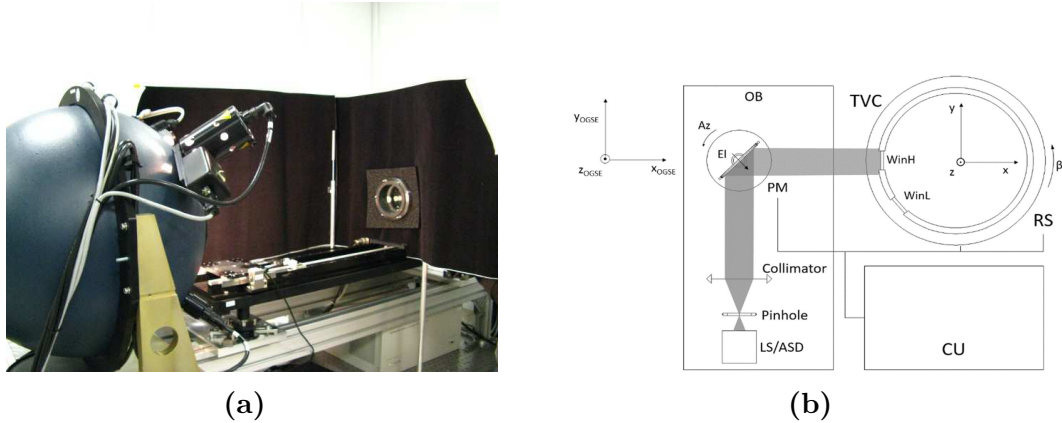 OB
TVC
y_OGSE
Az
El
y
z_OGSE
x_OGSE
WinH
z
x
β
PM
WinL
RS
Collimator
Pinhole
LS/ASD
CU
(a)
(b)